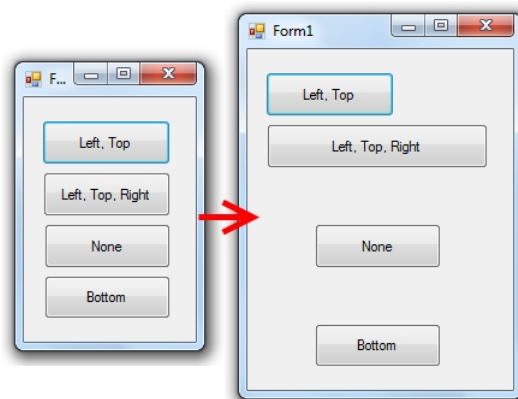 F...
Left, Top
Left, Top, Right
None
Bottom
Form1
Left, Top
Left, Top, Right
None
Bottom